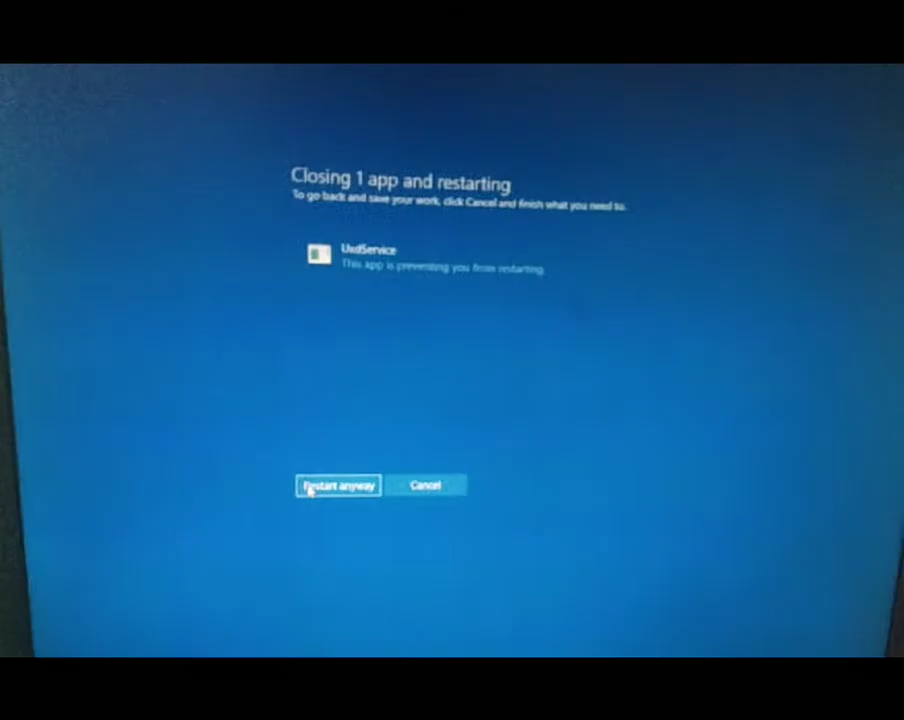 Closing 1 app and restarting
To go back and save your work, click Cancel and finish what you need to.
UxdService
This app is preventing you from restarting.
Restart anyway
Cancel